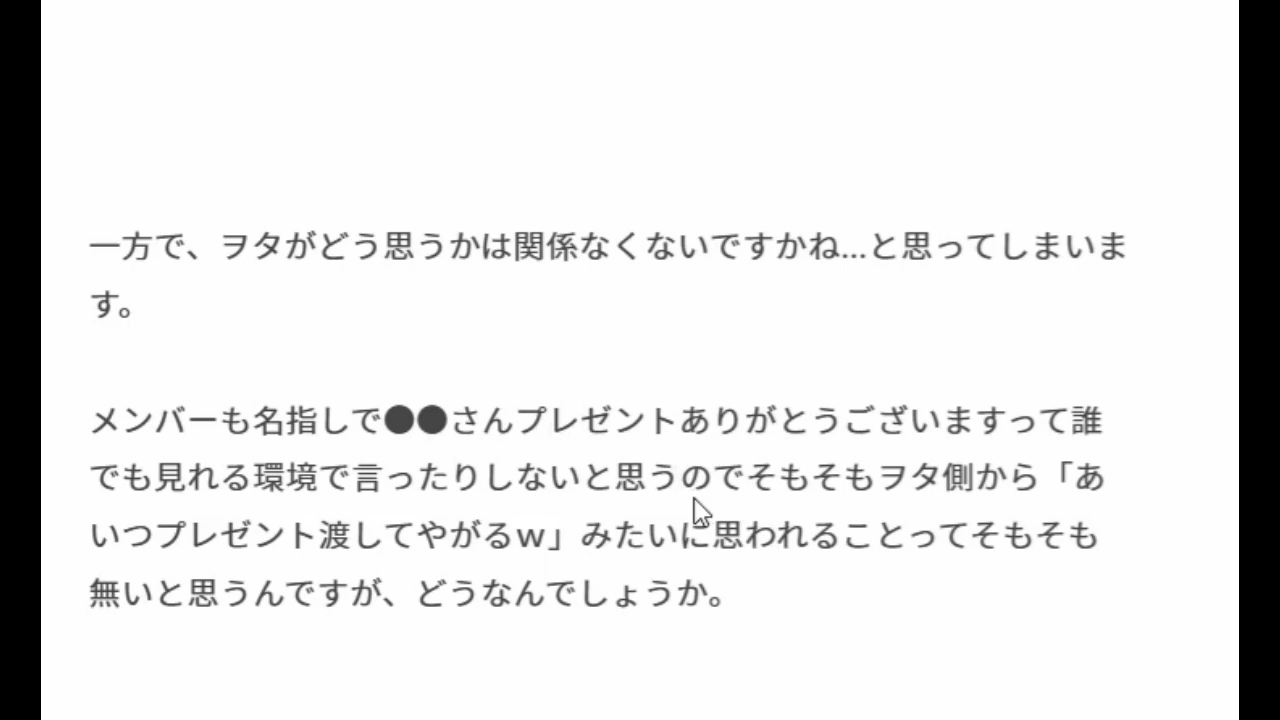 一方で、ヲタがどう思うかは関係なくないですかね...と思ってしまいま
す。
メンバーも名指しで●●さんプレゼントありがとうございますって誰
でも見れる環境で言ったりしないと思うのでそもそもヲタ側から「あ
いつプレゼント渡してやがるｗ」みたいに思われることってそもそも
無いと思うんですが、どうなんでしょうか。